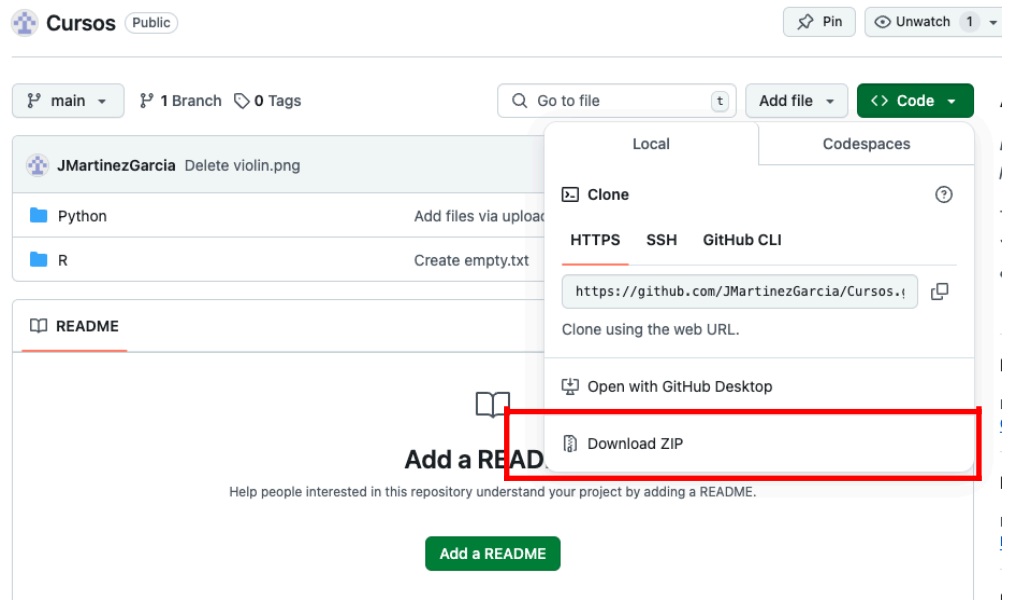 Cursos Public
Pin
Unwatch 1
main
1 Branch
0 Tags
Go to file t
Add file
<> Code
JMartinezGarcia Delete violin.png
Python Add files via upload
R Create empty.txt
README
Add a READ
Help people interested in this repository understand your project by adding a README.
Add a README
Local
Codespaces
Clone
HTTPS SSH GitHub CLI
https://github.com/JMartinezGarcia/Cursos.g
Clone using the web URL.
Open with GitHub Desktop
Download ZIP